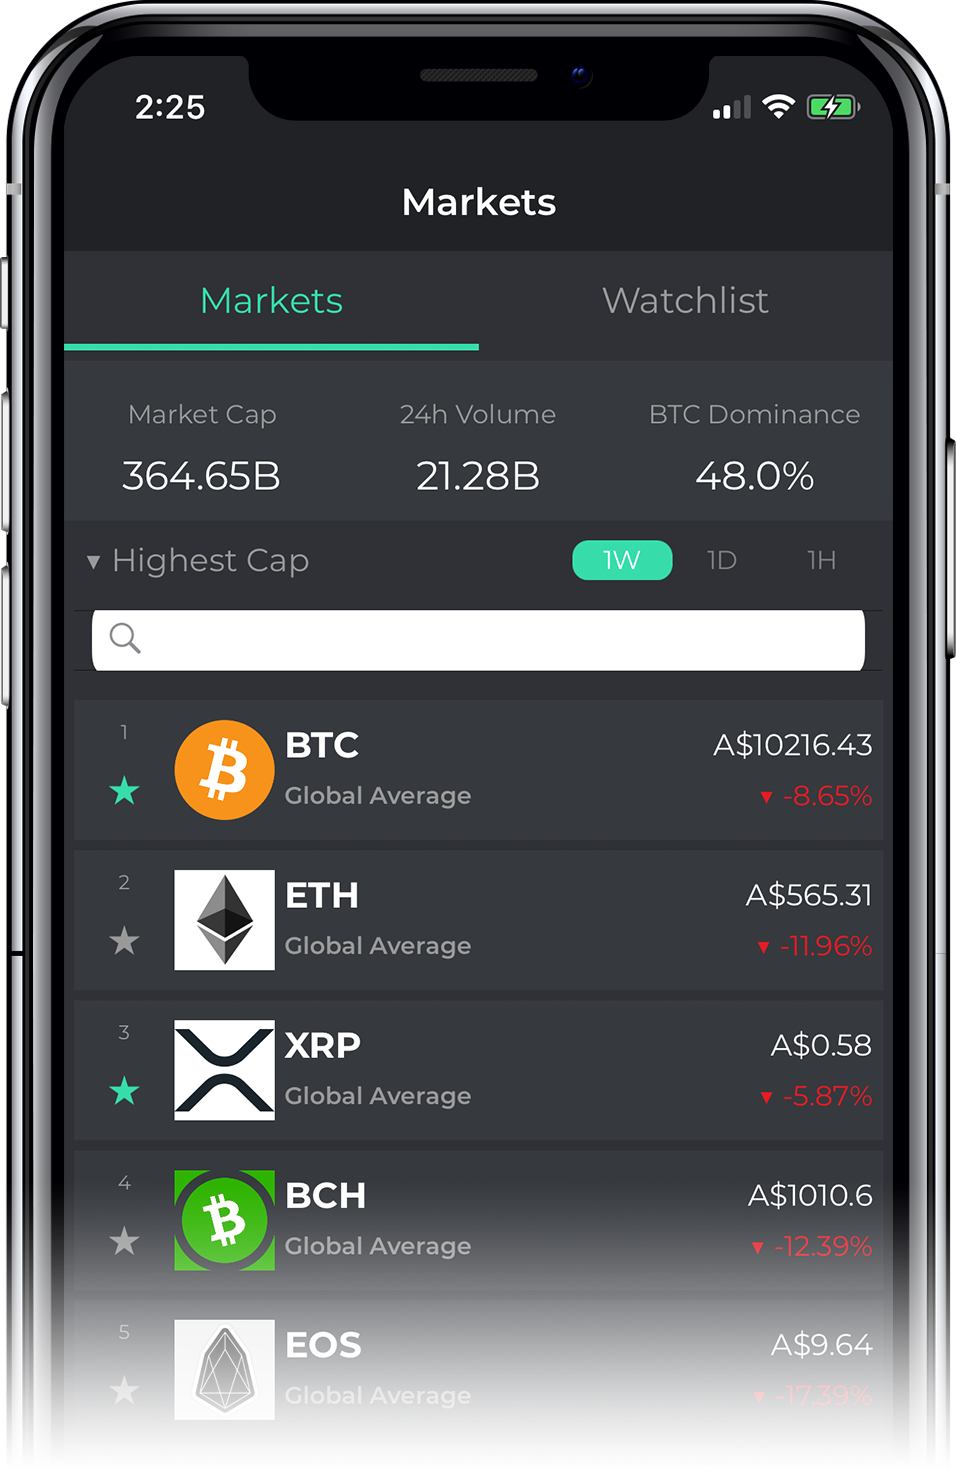 2:25
Markets
Markets Watchlist
Market Cap 24h Volume BTC Dominance
364.65B 21.28B 48.0%
▼ Highest Cap 1W 1D 1H
1 BTC A$10216.43
Global Average ▼ -8.65%
2 ETH A$565.31
Global Average ▼ -11.96%
3 XRP A$0.58
Global Average ▼ -5.87%
4 BCH A$1010.6
Global Average ▼ -12.39%
5 EOS A$9.64
Global Average ▼ -17.39%